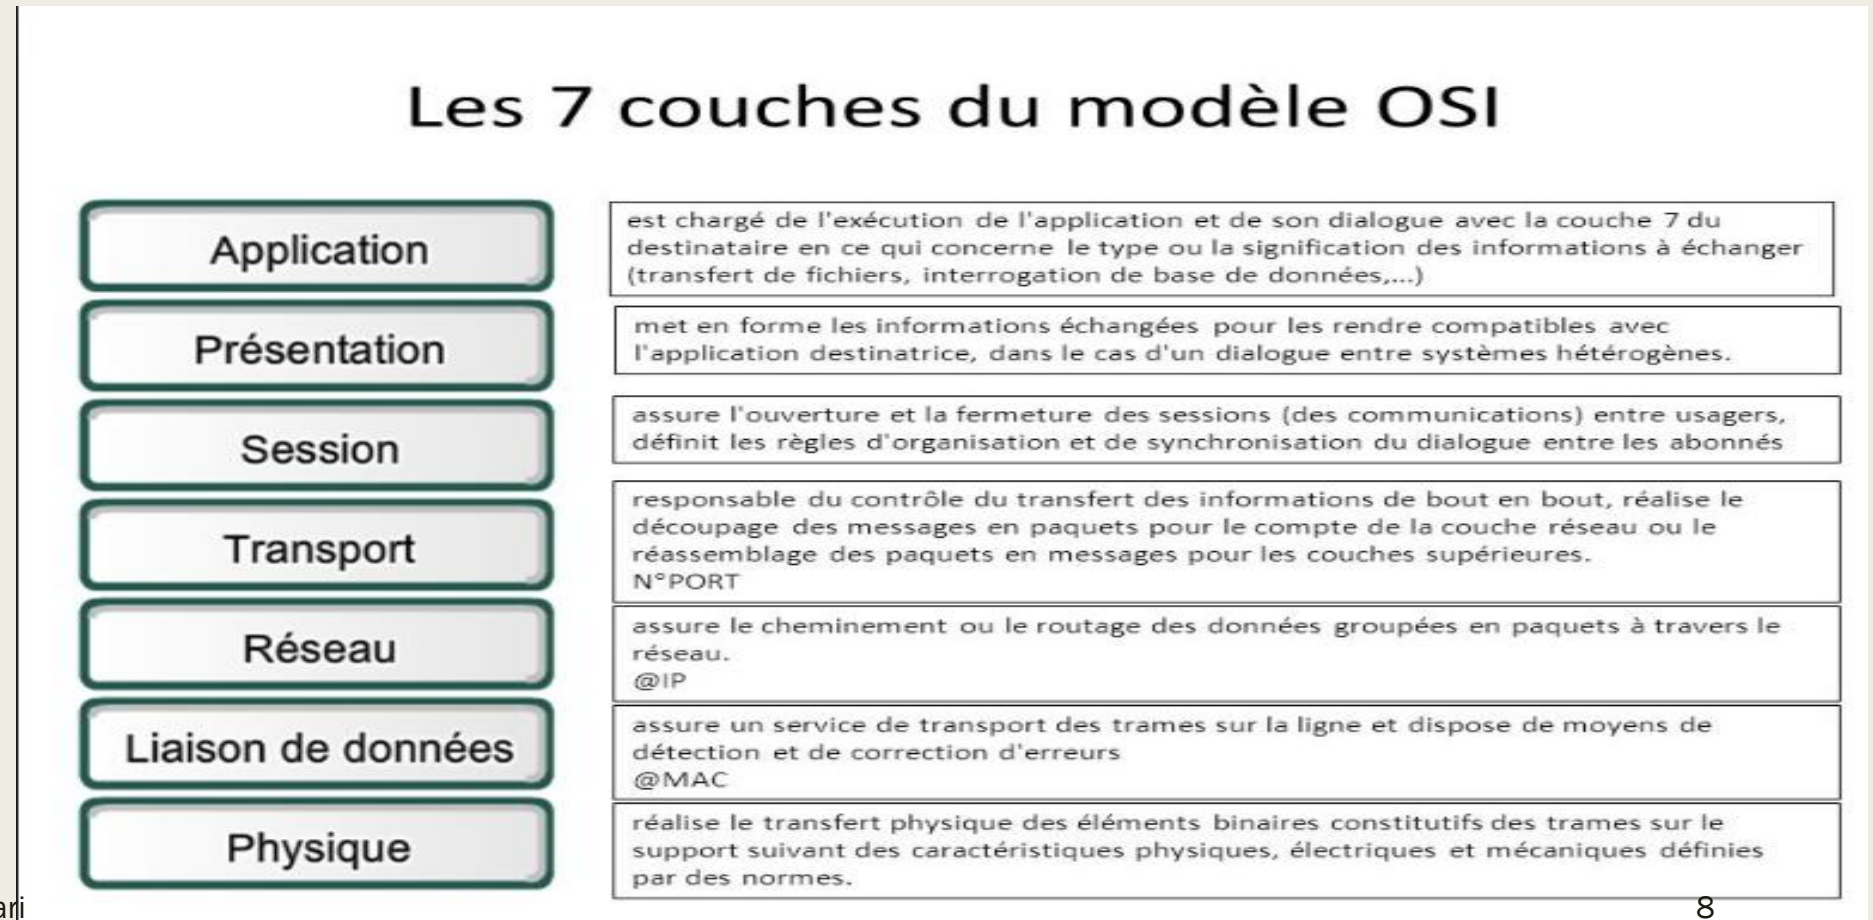 Les 7 couches du modèle OSI
Application
est chargé de l'exécution de l'application et de son dialogue avec la couche 7 du
destinataire en ce qui concerne le type ou la signification des informations à échanger
(transfert de fichiers, interrogation de base de données,...)
Présentation
met en forme les informations échangées pour les rendre compatibles avec
l'application destinatrice, dans le cas d'un dialogue entre systèmes hétérogènes.
Session
assure l'ouverture et la fermeture des sessions (des communications) entre usagers,
définit les règles d'organisation et de synchronisation du dialogue entre les abonnés
Transport
responsable du contrôle du transfert des informations de bout en bout, réalise le
découpage des messages en paquets pour le compte de la couche réseau ou le
réassemblage des paquets en messages pour les couches supérieures.
N°PORT
Réseau
assure le cheminement ou le routage des données groupées en paquets à travers le
réseau.
@IP
Liaison de données
assure un service de transport des trames sur la ligne et dispose de moyens de
détection et de correction d'erreurs
@MAC
Physique
réalise le transfert physique des éléments binaires constitutifs des trames sur le
support suivant des caractéristiques physiques, électriques et mécaniques définies
par des normes.
8